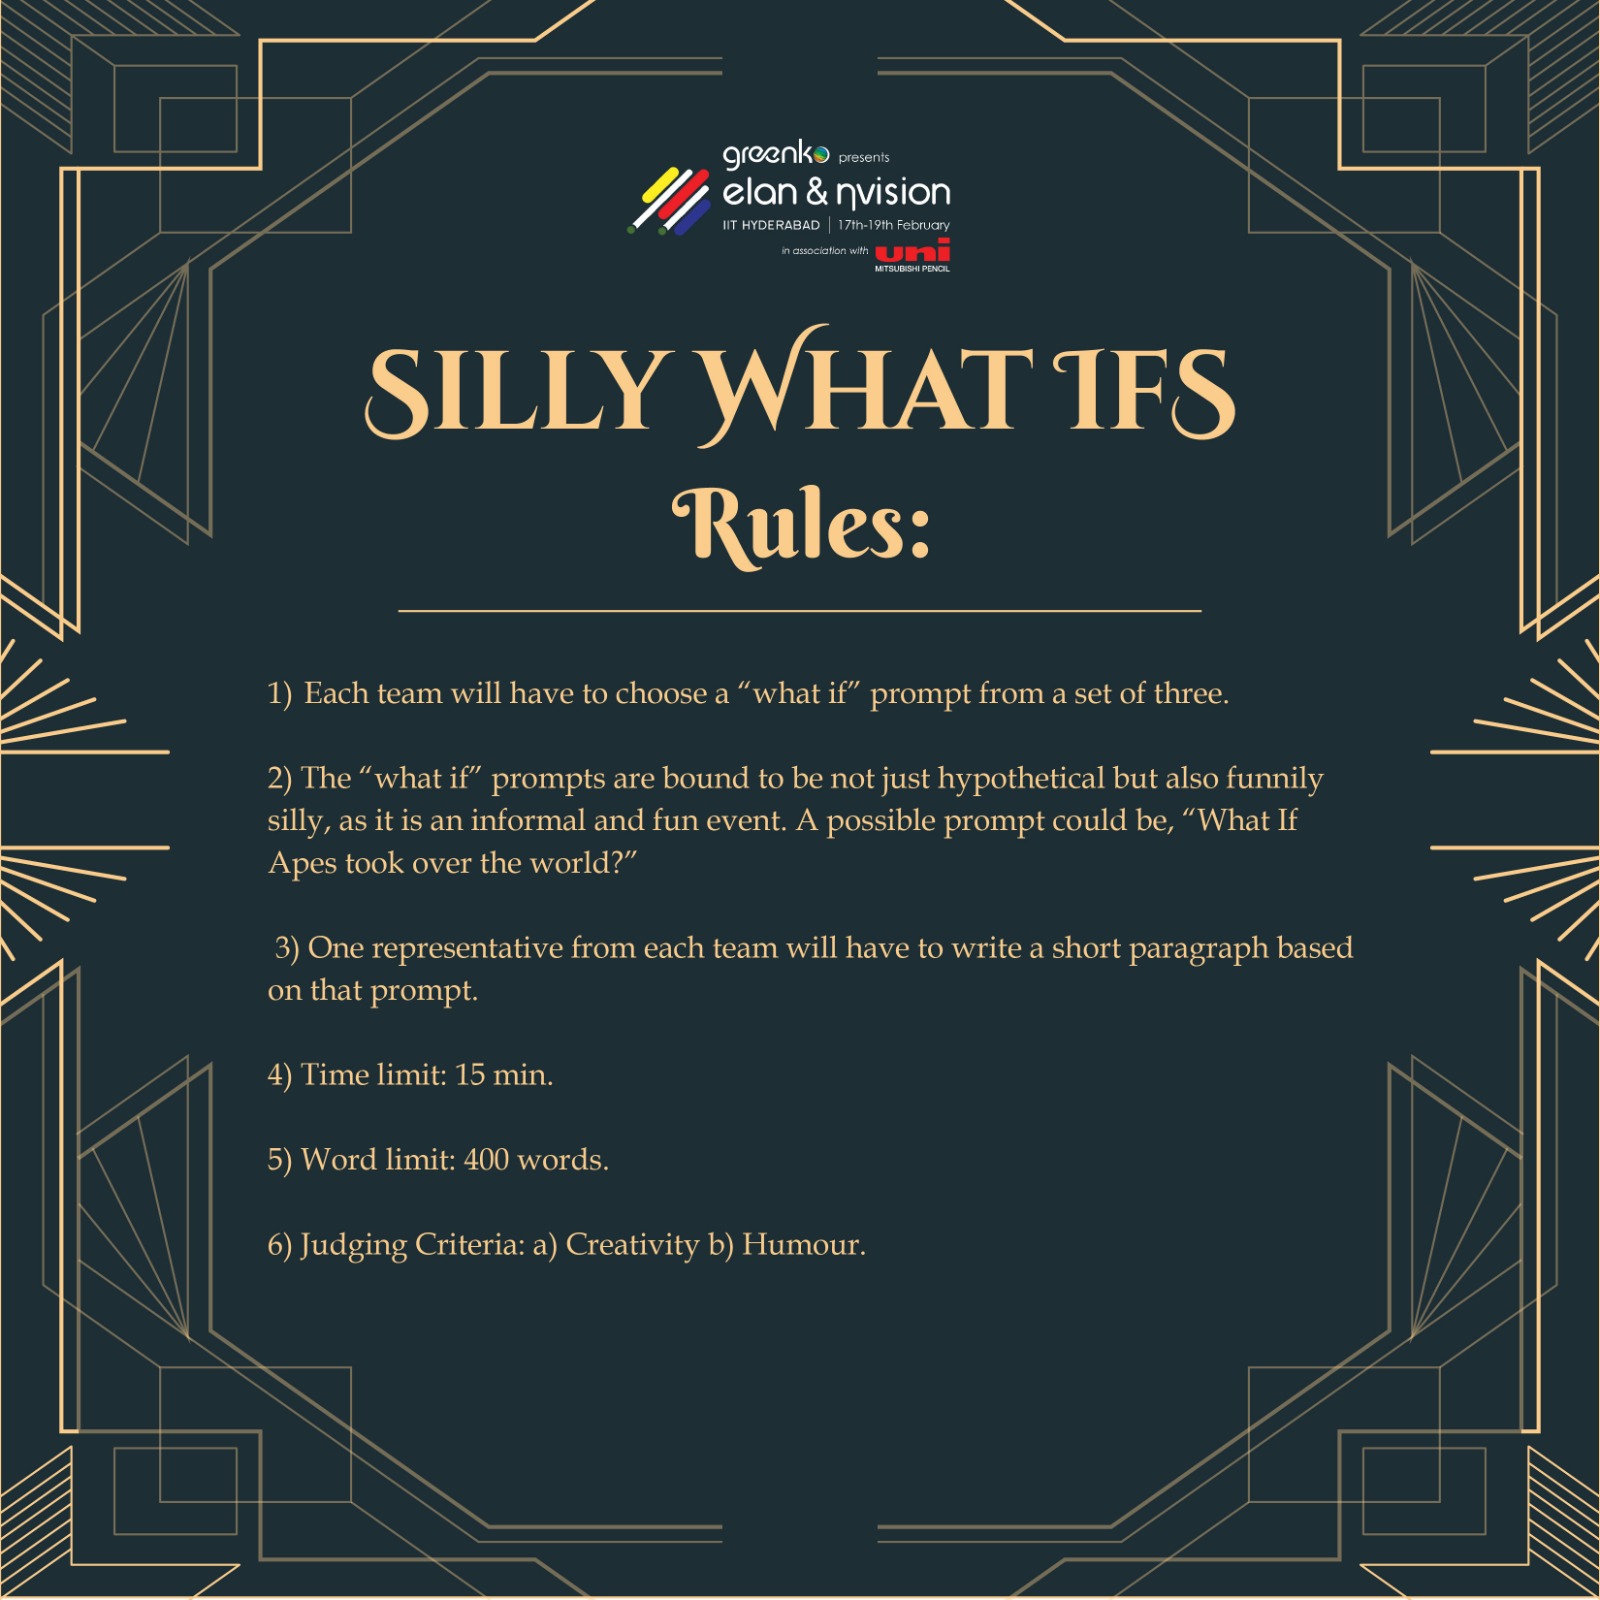 greenko presents
elan & ηvision
IIT HYDERABAD | 17th-19th February
in association with uni
MITSUBISHI PENCIL
SILLY WHAT IFS
Rules:
1) Each team will have to choose a “what if” prompt from a set of three.
2) The “what if” prompts are bound to be not just hypothetical but also funnily
silly, as it is an informal and fun event. A possible prompt could be, “What If
Apes took over the world?”
3) One representative from each team will have to write a short paragraph based
on that prompt.
4) Time limit: 15 min.
5) Word limit: 400 words.
6) Judging Criteria: a) Creativity b) Humour.